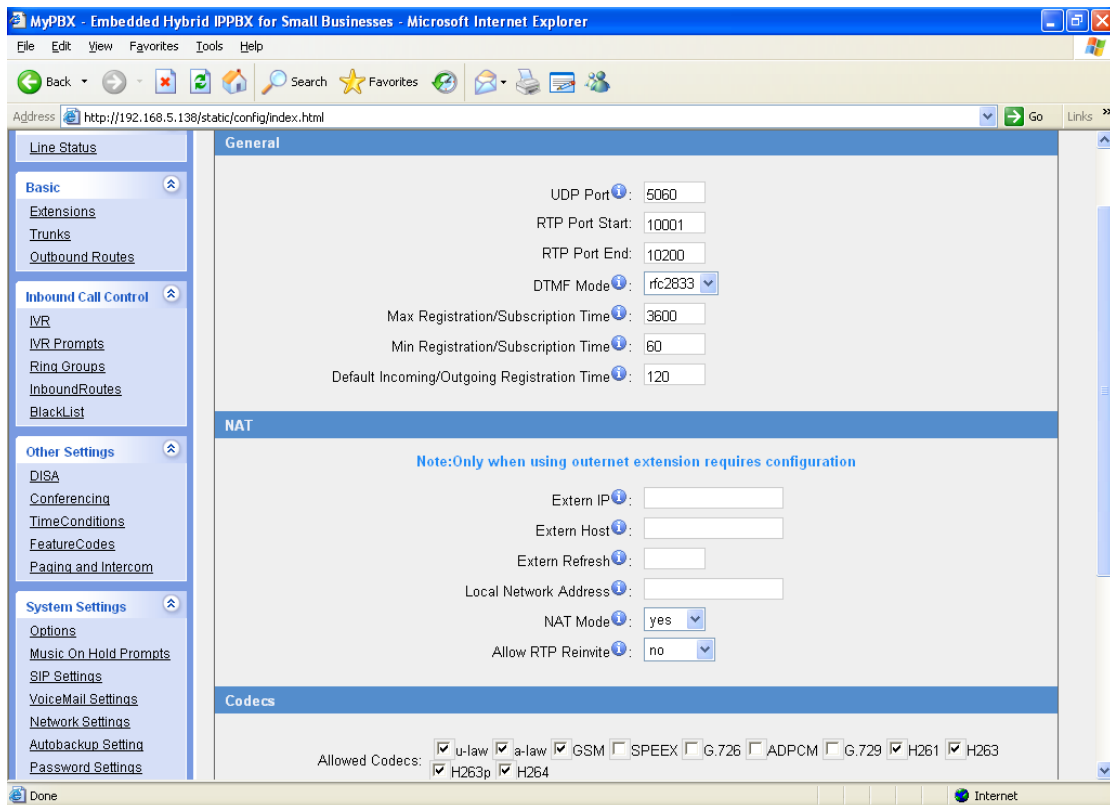 MyPBX - Embedded Hybrid IPPBX for Small Businesses - Microsoft Internet Explorer
File Edit View Favorites Tools Help
Back Search Favorites
Address http://192.168.5.138/static/config/index.html Go Links »
Line Status
Basic
Extensions
Trunks
Outbound Routes
Inbound Call Control
IVR
IVR Prompts
Ring Groups
InboundRoutes
BlackList
Other Settings
DISA
Conferencing
TimeConditions
FeatureCodes
Paging and Intercom
System Settings
Options
Music On Hold Prompts
SIP Settings
VoiceMail Settings
Network Settings
Autobackup Setting
Password Settings
General
UDP Port: 5060
RTP Port Start: 10001
RTP Port End: 10200
DTMF Mode: rfc2833
Max Registration/Subscription Time: 3600
Min Registration/Subscription Time: 60
Default Incoming/Outgoing Registration Time: 120
NAT
Note:Only when using outernet extension requires configuration
Extern IP:
Extern Host:
Extern Refresh:
Local Network Address:
NAT Mode: yes
Allow RTP Reinvite: no
Codecs
Allowed Codecs: u-law a-law GSM SPEEX G.726 ADPCM G.729 H261 H263
H263p H264
Done Internet